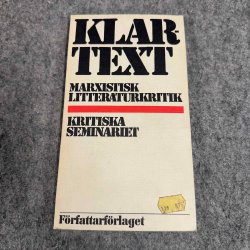 KLAR-
TEXT
MARXISTISK
LITTERATURKRITIK
KRITISKA
SEMINARIET
Författarförlaget